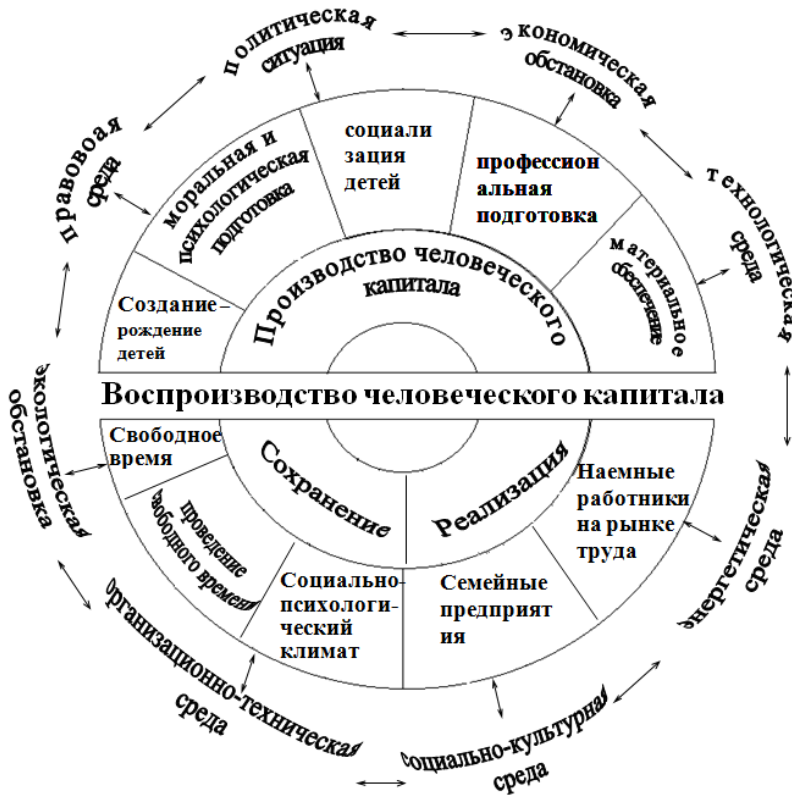 политическая
ситуация
экономическая
обстановка
правовоая
среда
технологическая
среда
моральная и
психологическая
подготовка
социали
зация
детей
профессион
альная
подготовка
материальное
обеспечение
Создание –
рождение
детей
Производство человеческого
капитала
Воспроизводство человеческого капитала
экологическая
обстановка
Свободное
время
проведение
свободного времени
Социально-
психологи-
ческий
климат
Сохранение
Реализация
Семейные
предприят
ия
Наемные
работники
на рынке
труда
энергетическая
среда
организационно-техническая
среда
социально-культурная
среда